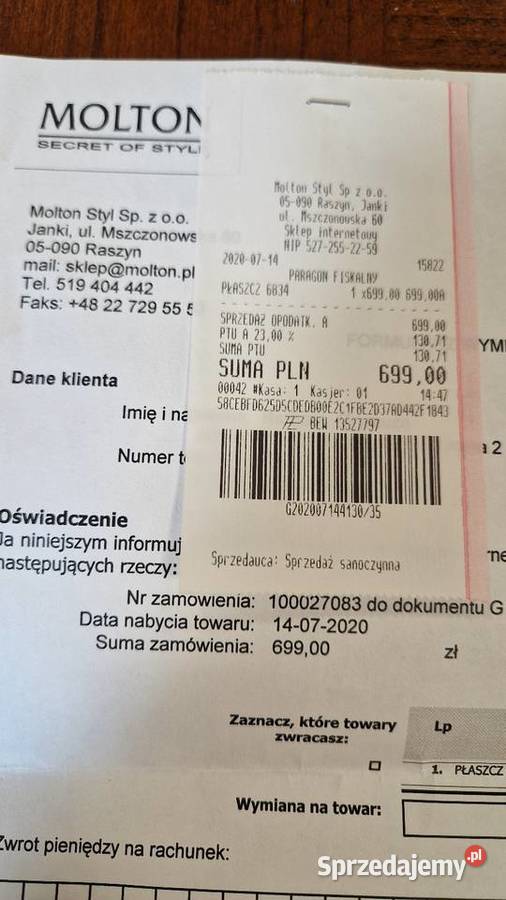 MOLTON
SECRET OF STYL
Molton Styl Sp. z o.o.
Janki, ul. Mszczonows
05-090 Raszyn
mail: sklep@molton.pl
Tel. 519 404 442
Faks: +48 22 729 55 5
Dane klienta
Imię i na
Numer t
Oświadczenie
Ja niniejszym informuj
następujących rzeczy:
Molton Styl Sp z o.o.
05-090 Raszyn, Janki
ul. Mszczonowska 60
Sklep internetowy
NIP 527-255-22-59
2020-07-14 15822
PARAGON FISKALNY
PŁASZCZ 6834 1 x699,00 699,00A
SPRZEDAŻ OPODATK. A 699,00
PTU A 23,00 % 130,71
SUMA PTU 130,71
SUMA PLN 699,00
00042 #Kasa: 1 Kasjer: 01 14:47
58CEBFD625D5CDEDB00E2C1FBE2D37AD442F1843
BEW 13527797
G202007144130/35
Sprzedawca: Sprzedaż samoczynna
YMI
a 2
rne
Nr zamówienia: 100027083 do dokumentu G
Data nabycia towaru: 14-07-2020
Suma zamówienia: 699,00 zł
Zaznacz, które towary
zwracasz:
Lp
1. PŁASZCZ
Wymiana na towar:
Zwrot pieniędzy na rachunek:
Sprzedajemy.pl